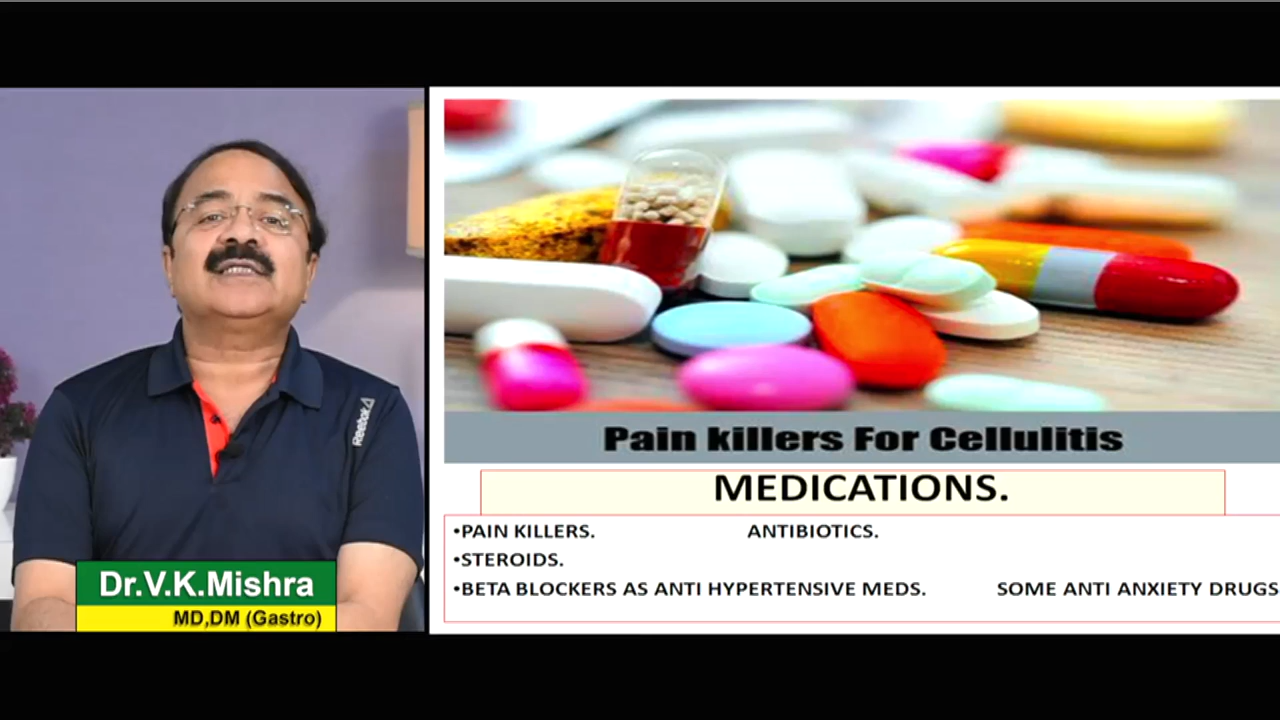 Reebok
Dr.V.K.Mishra
MD,DM (Gastro)
Pain killers For Cellulitis
MEDICATIONS.
•PAIN KILLERS. ANTIBIOTICS.
•STEROIDS.
•BETA BLOCKERS AS ANTI HYPERTENSIVE MEDS. SOME ANTI ANXIETY DRUGS